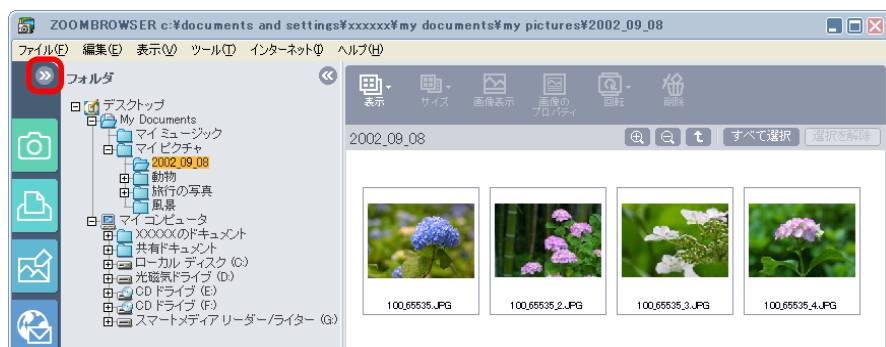 ZOOMBROWSER c:¥documents and settings¥xxxxxx¥my documents¥my pictures¥2002_09_08
ファイル(F) 編集(E) 表示(V) ツール(T) インターネット(I) ヘルプ(H)
フォルダ
デスクトップ
My Documents
マイ ミュージック
マイ ピクチャ
2002_09_08
動物
旅行の写真
風景
マイ コンピュータ
XXXXXのドキュメント
共有ドキュメント
ローカル ディスク (C:)
光磁気ドライブ (D:)
CD ドライブ (E:)
CD ドライブ (F:)
スマートメディア リーダー/ライター (G:)
表示 サイズ 画像表示 画像の 回転 削除
プロパティ
2002_09_08 すべて選択 選択を解除
100_65535.JPG 100_65535_2.JPG 100_65535_3.JPG 100_65535_4.JPG